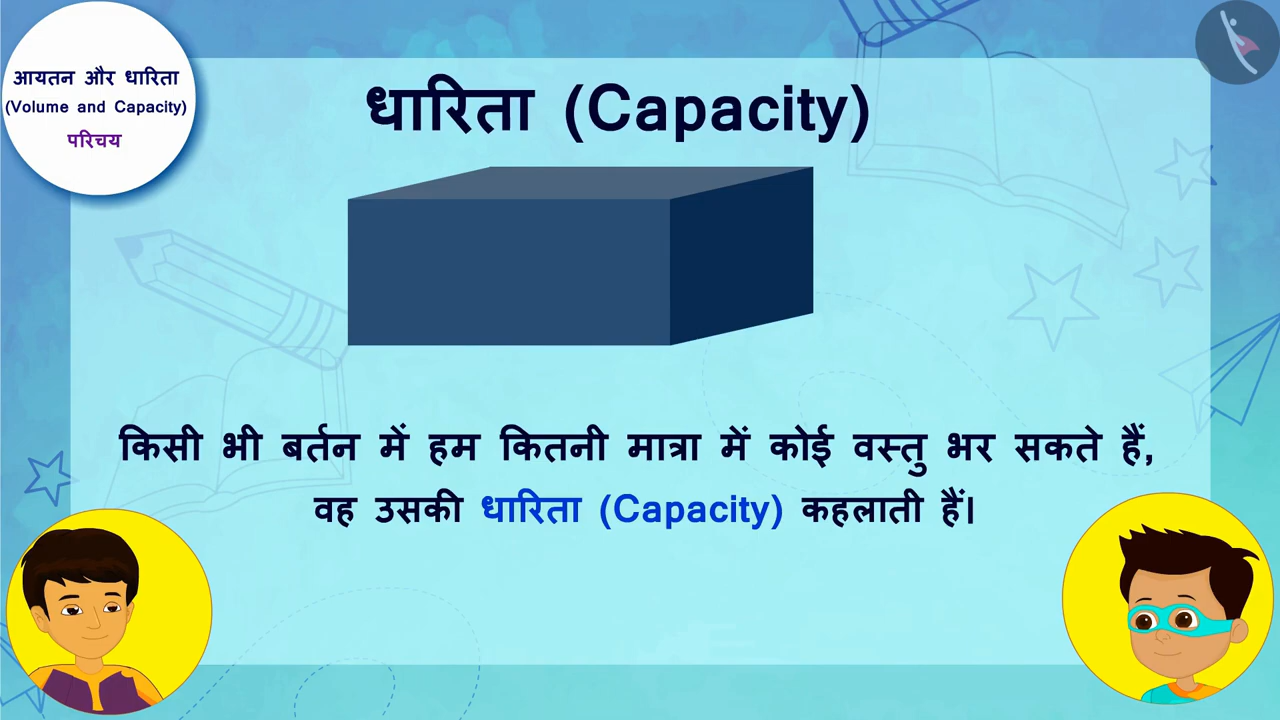 आयतन और धारिता
(Volume and Capacity)
परिचय
धारिता (Capacity)
किसी भी बर्तन में हम कितनी मात्रा में कोई वस्तु भर सकते हैं,
वह उसकी धारिता (Capacity) कहलाती हैं।